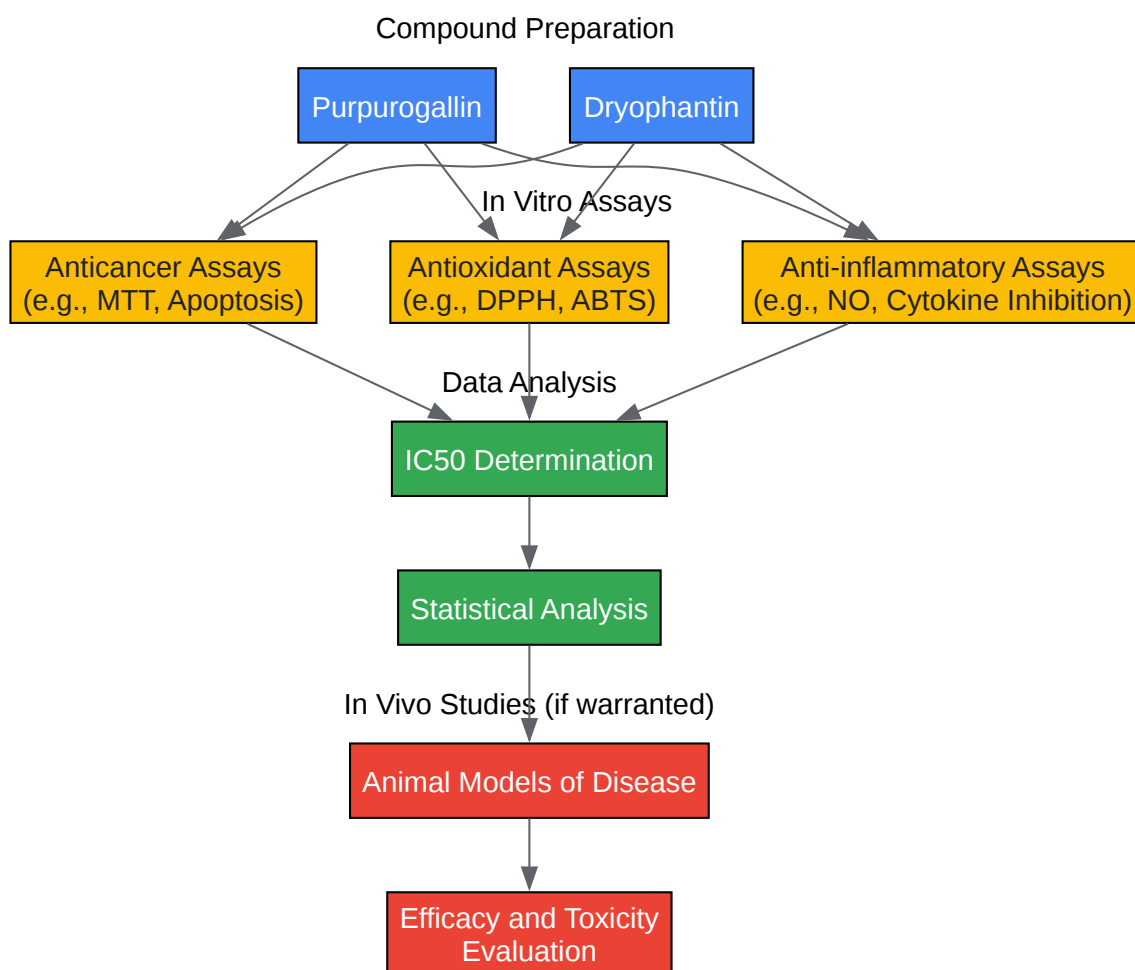 Compound Preparation
Purpurogallin
Dryophantin
In Vitro Assays
Anticancer Assays
(e.g., MTT, Apoptosis)
Antioxidant Assays
(e.g., DPPH, ABTS)
Anti-inflammatory Assays
(e.g., NO, Cytokine Inhibition)
Data Analysis
IC50 Determination
Statistical Analysis
In Vivo Studies (if warranted)
Animal Models of Disease
Efficacy and Toxicity
Evaluation